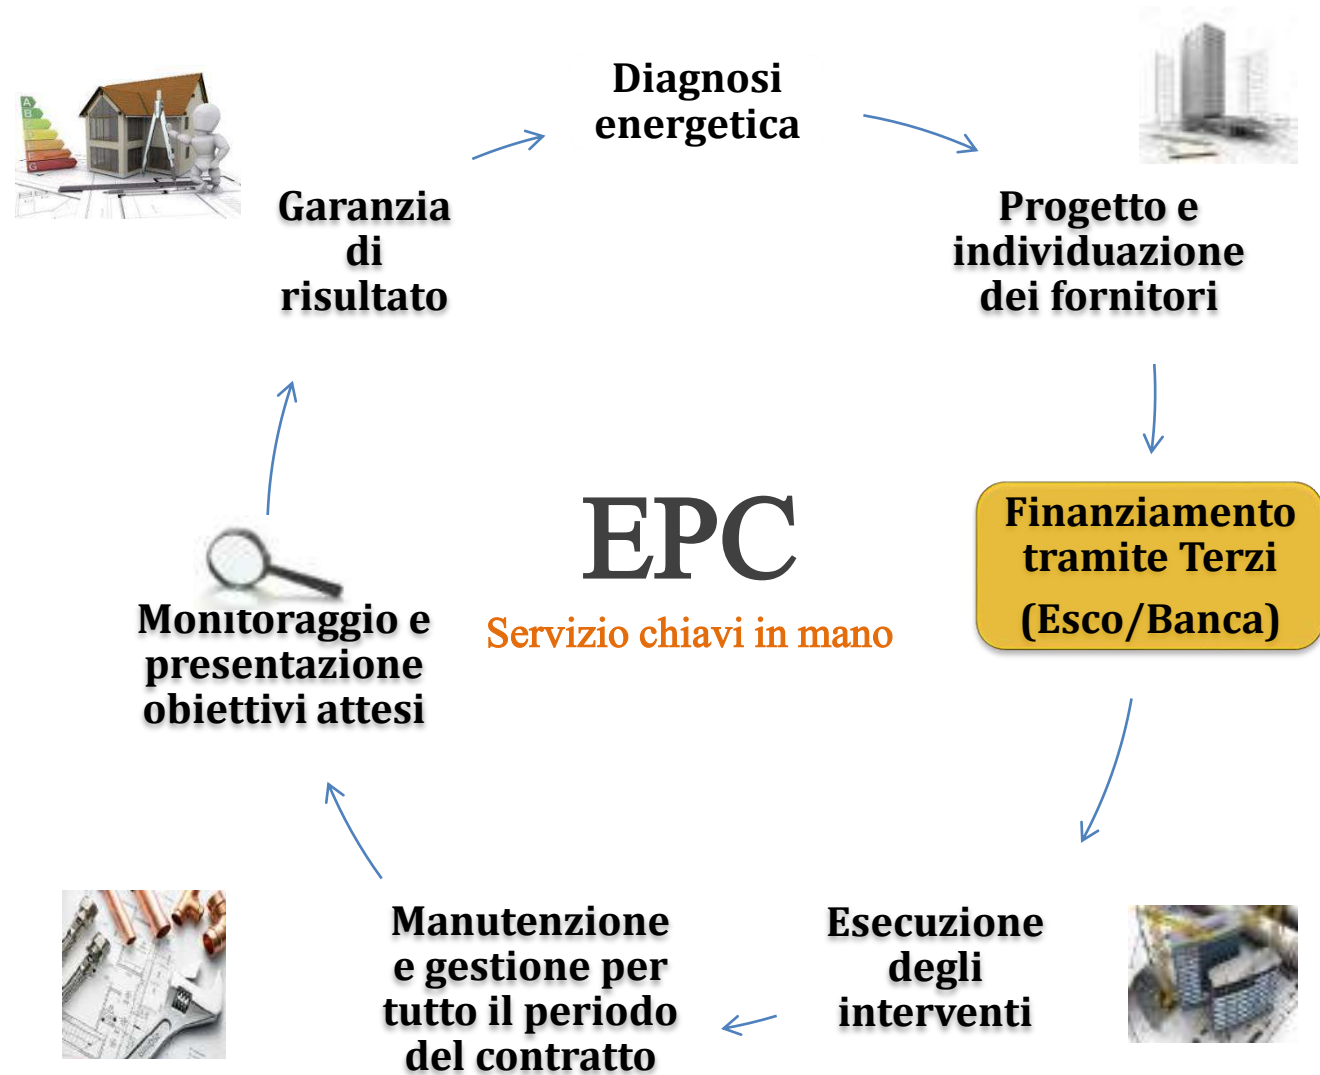 Diagnosi
energetica
Progetto e
individuazione
dei fornitori
Finanziamento
tramite Terzi
(Esco/Banca)
Esecuzione
degli
interventi
Manutenzione
e gestione per
tutto il periodo
del contratto
Monitoraggio e
presentazione
obiettivi attesi
Garanzia
di
risultato
EPC
Servizio chiavi in mano
A
B
G